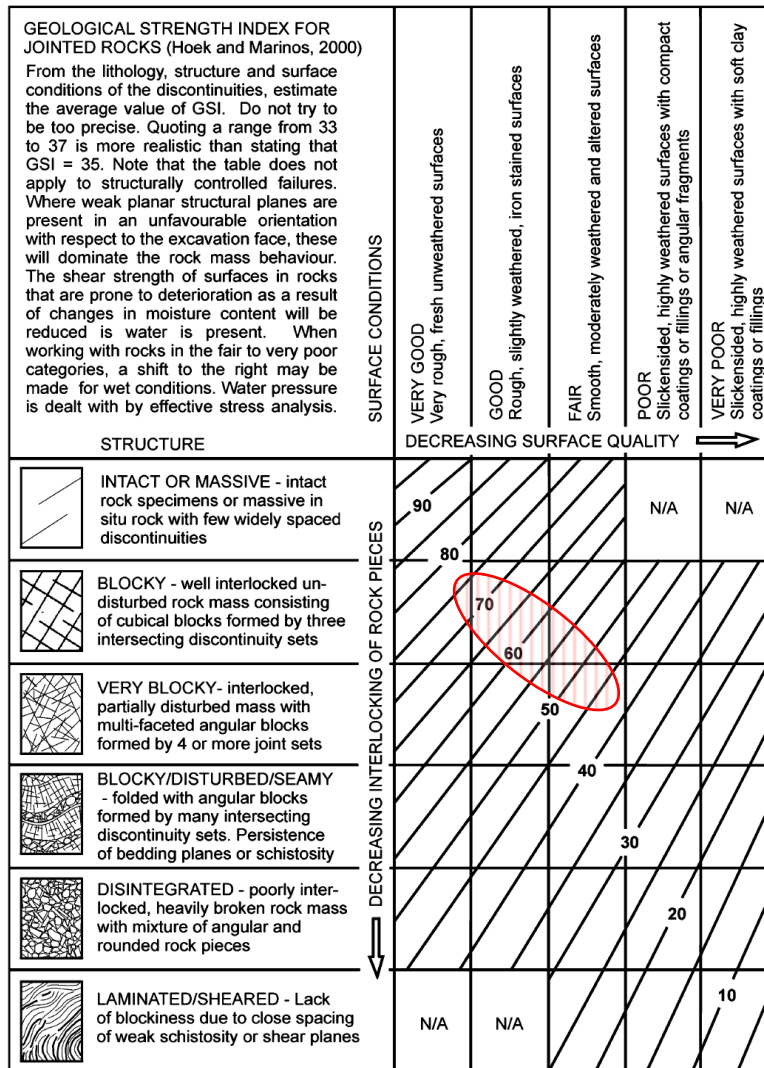 GEOLOGICAL STRENGTH INDEX FOR
JOINTED ROCKS (Hoek and Marinos, 2000)
From the lithology, structure and surface
conditions of the discontinuities, estimate
the average value of GSI. Do not try to
be too precise. Quoting a range from 33
to 37 is more realistic than stating that
GSI = 35. Note that the table does not
apply to structurally controlled failures.
Where weak planar structural planes are
present in an unfavourable orientation
with respect to the excavation face, these
will dominate the rock mass behaviour.
The shear strength of surfaces in rocks
that are prone to deterioration as a result
of changes in moisture content will be
reduced is water is present. When
working with rocks in the fair to very poor
categories, a shift to the right may be
made for wet conditions. Water pressure
is dealt with by effective stress analysis.
STRUCTURE
SURFACE CONDITIONS
VERY GOOD
Very rough, fresh unweathered surfaces
GOOD
Rough, slightly weathered, iron stained surfaces
FAIR
Smooth, moderately weathered and altered surfaces
POOR
Slickensided, highly weathered surfaces with compact
coatings or fillings or angular fragments
VERY POOR
Slickensided, highly weathered surfaces with soft clay
coatings or fillings
DECREASING SURFACE QUALITY
DECREASING INTERLOCKING OF ROCK PIECES
INTACT OR MASSIVE - intact
rock specimens or massive in
situ rock with few widely spaced
discontinuities
BLOCKY - well interlocked un-
disturbed rock mass consisting
of cubical blocks formed by three
intersecting discontinuity sets
VERY BLOCKY- interlocked,
partially disturbed mass with
multi-faceted angular blocks
formed by 4 or more joint sets
BLOCKY/DISTURBED/SEAMY
- folded with angular blocks
formed by many intersecting
discontinuity sets. Persistence
of bedding planes or schistosity
DISINTEGRATED - poorly inter-
locked, heavily broken rock mass
with mixture of angular and
rounded rock pieces
LAMINATED/SHEARED - Lack
of blockiness due to close spacing
of weak schistosity or shear planes
90
N/A
N/A
80
70
60
50
40
30
20
10
N/A
N/A